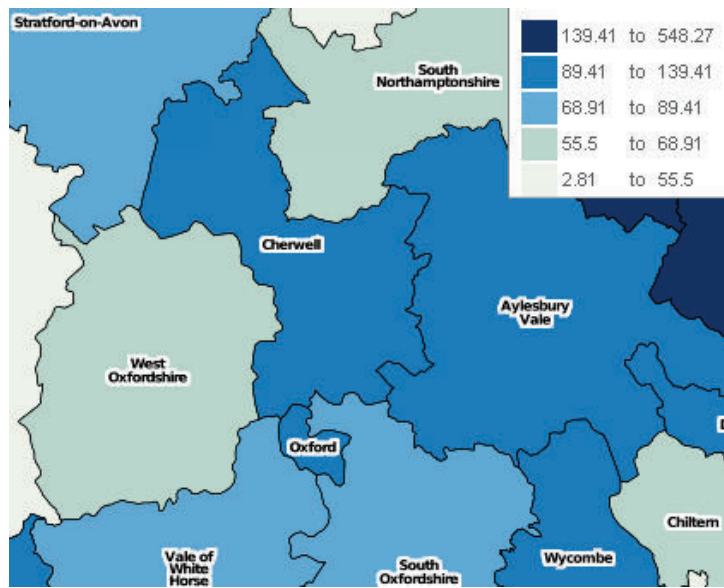 Stratford-on-Avon
139.41 to 548.27
89.41 to 139.41
68.91 to 89.41
55.5 to 68.91
2.81 to 55.5
South
Northamptonshire
Cherwell
Aylesbury
Vale
West
Oxfordshire
Oxford
D
Chiltern
Vale of
White
Horse
South
Oxfordshire
Wycombe